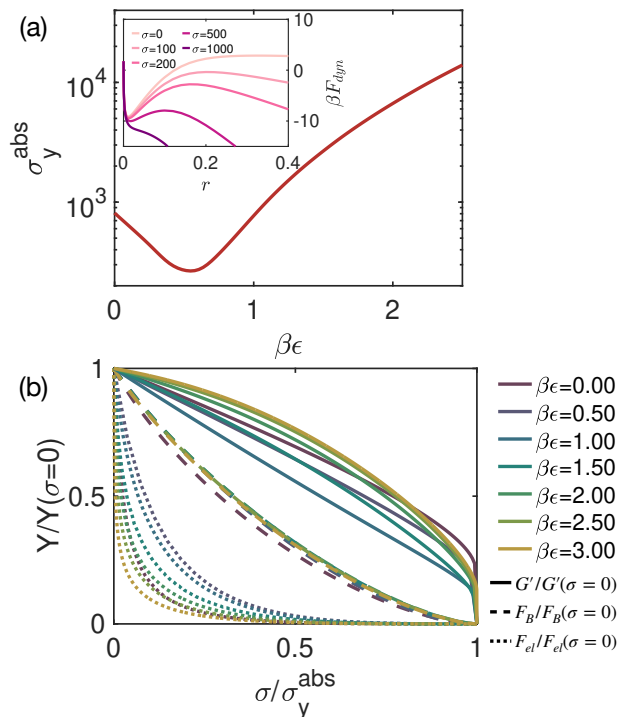 (a)
σ=0
σ=500
σ=100
σ=1000
σ=200
10
0
-10
βF_dyn
0
0.2
0.4
r
10^4
10^3
σ_y^abs
0
1
2
βϵ
(b)
1
0.5
0
Y/Y(σ=0)
0
0.5
1
σ/σ_y^abs
βϵ=0.00
βϵ=0.50
βϵ=1.00
βϵ=1.50
βϵ=2.00
βϵ=2.50
βϵ=3.00
G'/G'(σ = 0)
F_B/F_B(σ = 0)
F_el/F_el(σ = 0)